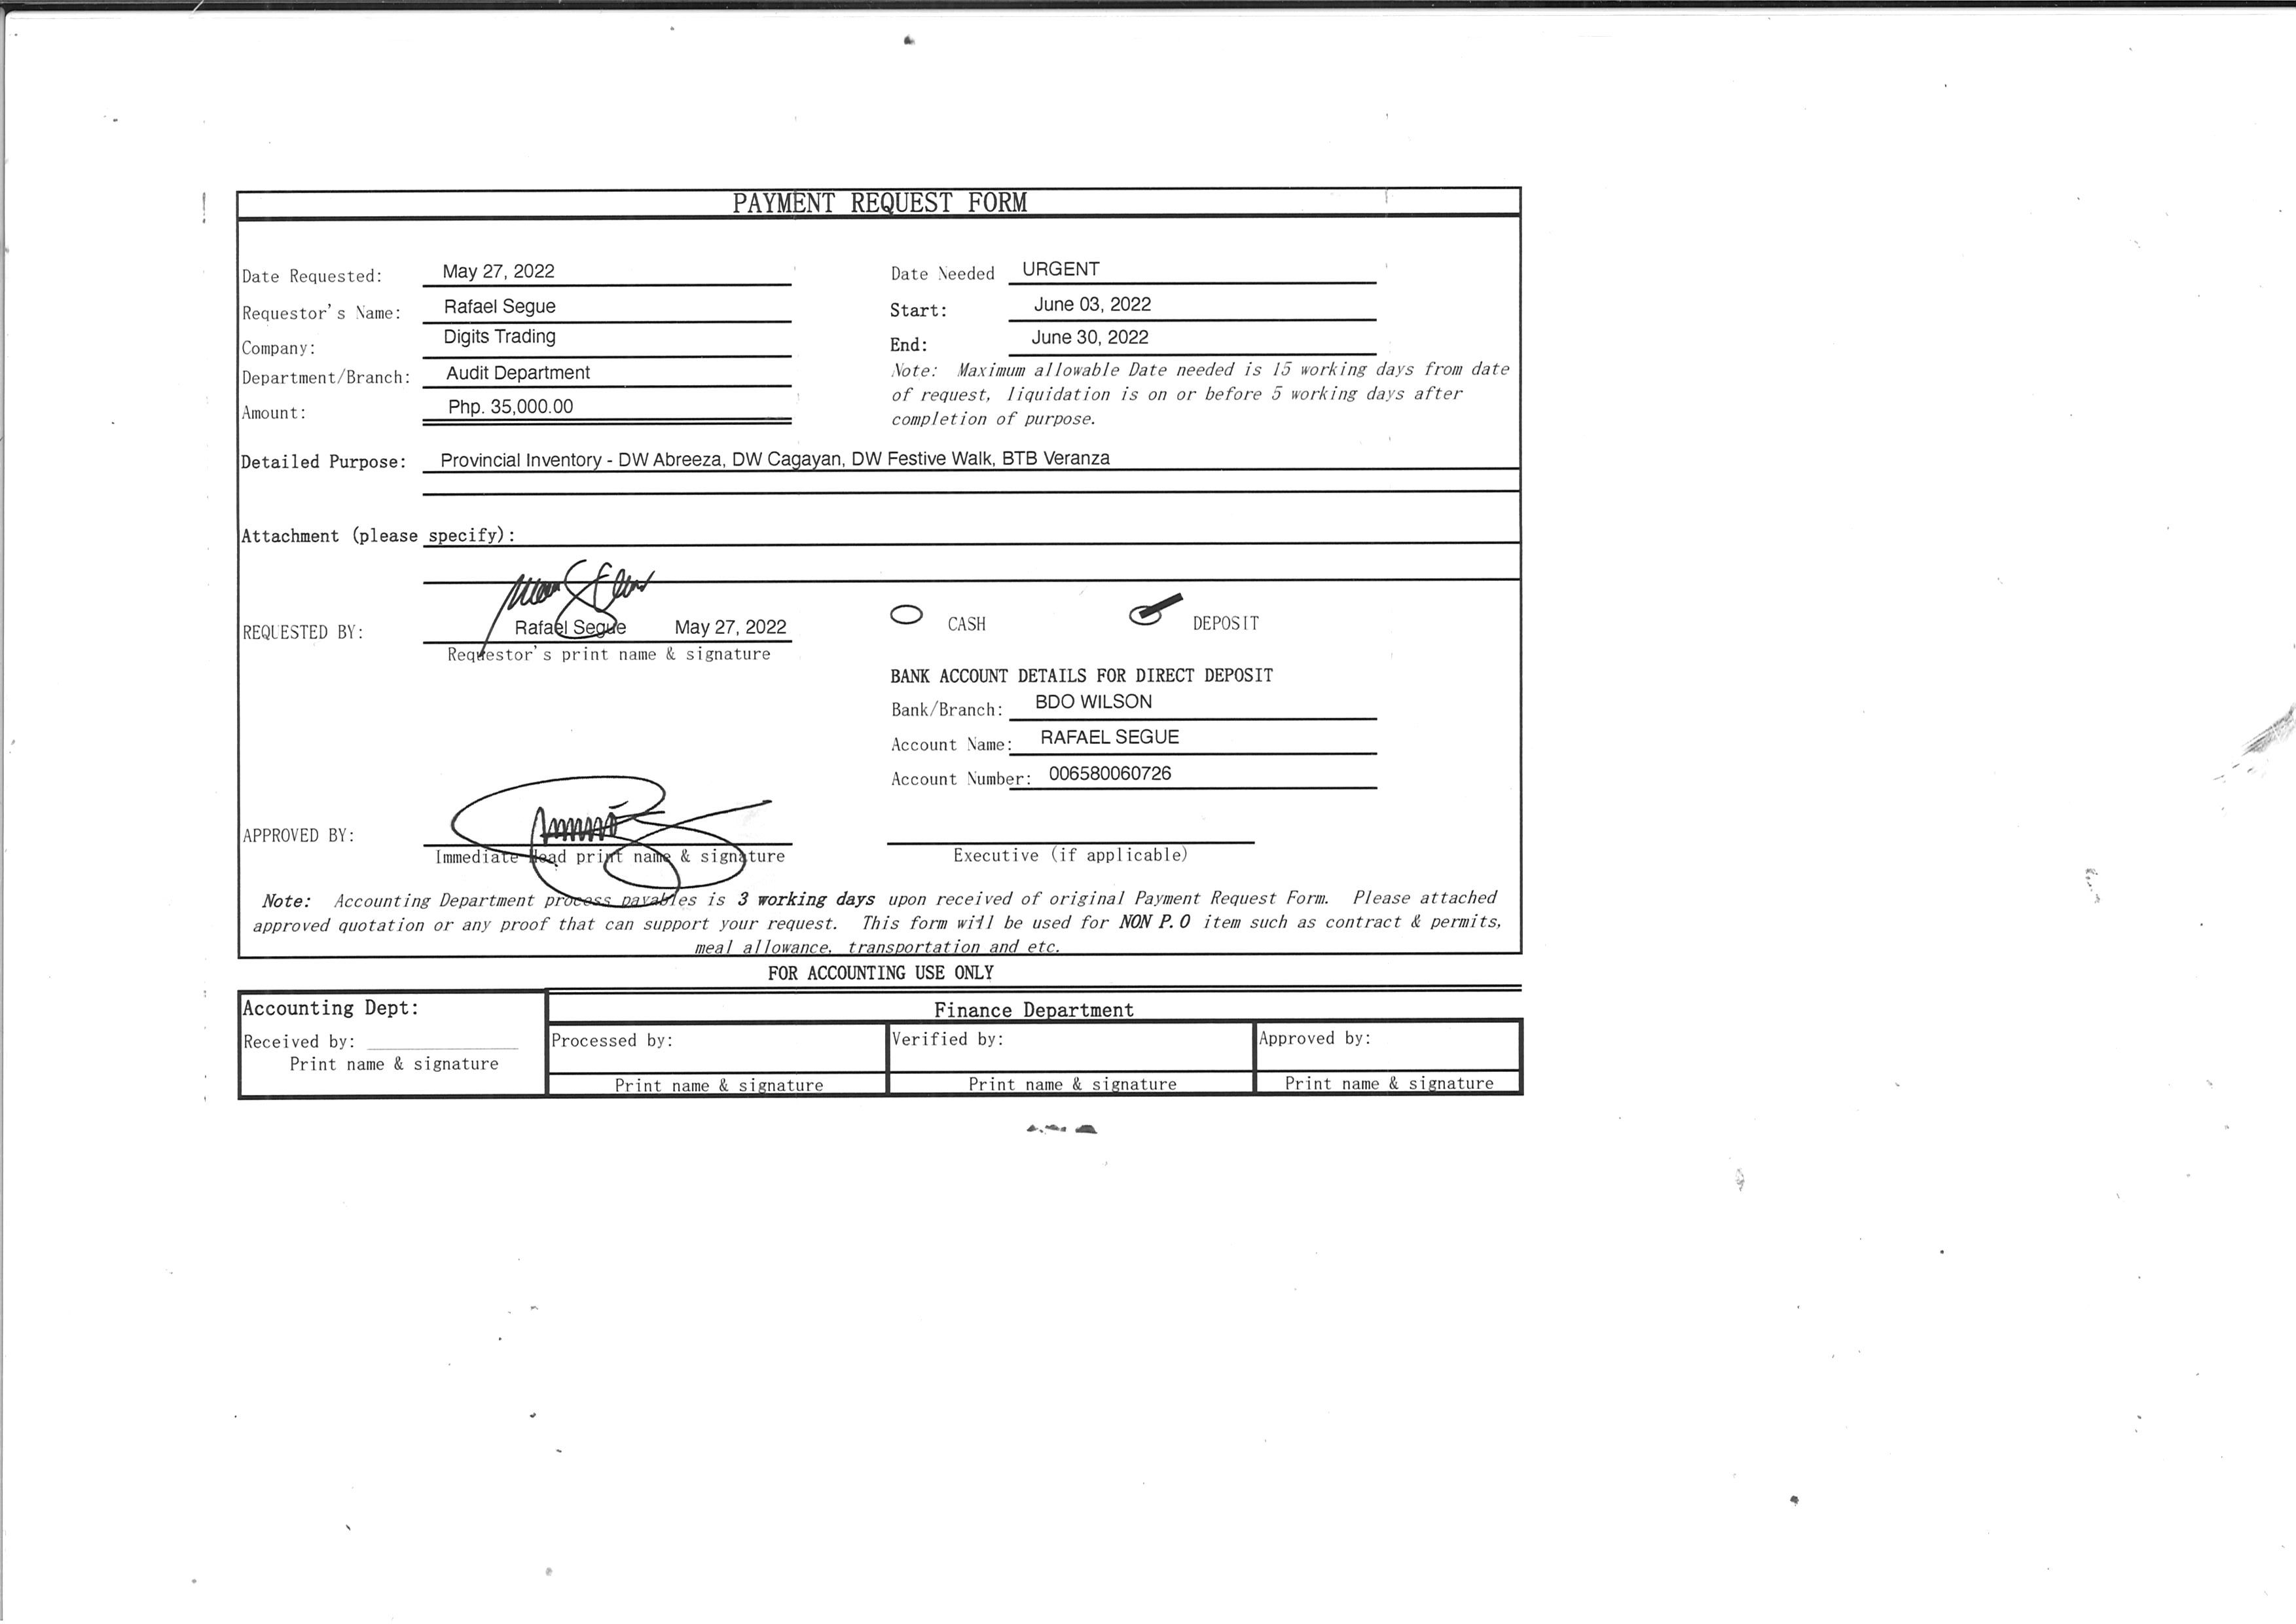 PAYMENT REQUEST FORM
Date Requested: May 27, 2022
Date Needed URGENT
Requestor's Name: Rafael Segue
Start: June 03, 2022
Company: Digits Trading
End: June 30, 2022
Department/Branch: Audit Department
Amount: Php. 35,000.00
Note: Maximum allowable Date needed is 15 working days from date
of request, liquidation is on or before 5 working days after
completion of purpose.
Detailed Purpose: Provincial Inventory - DW Abreeza, DW Cagayan, DW Festive Walk, BTB Veranza
Attachment (please specify):
REQUESTED BY: Rafael Segue May 27, 2022
Requestor's print name & signature
CASH DEPOSIT
BANK ACCOUNT DETAILS FOR DIRECT DEPOSIT
Bank/Branch: BDO WILSON
Account Name: RAFAEL SEGUE
Account Number: 006580060726
APPROVED BY:
Immediate Head print name & signature
Executive (if applicable)
Note: Accounting Department process payables is 3 working days upon received of original Payment Request Form. Please attached
approved quotation or any proof that can support your request. This form will be used for NON P.O item such as contract & permits,
meal allowance, transportation and etc.
FOR ACCOUNTING USE ONLY
Accounting Dept:
Received by:
Print name & signature
Finance Department
Processed by:
Print name & signature
Verified by:
Print name & signature
Approved by:
Print name & signature